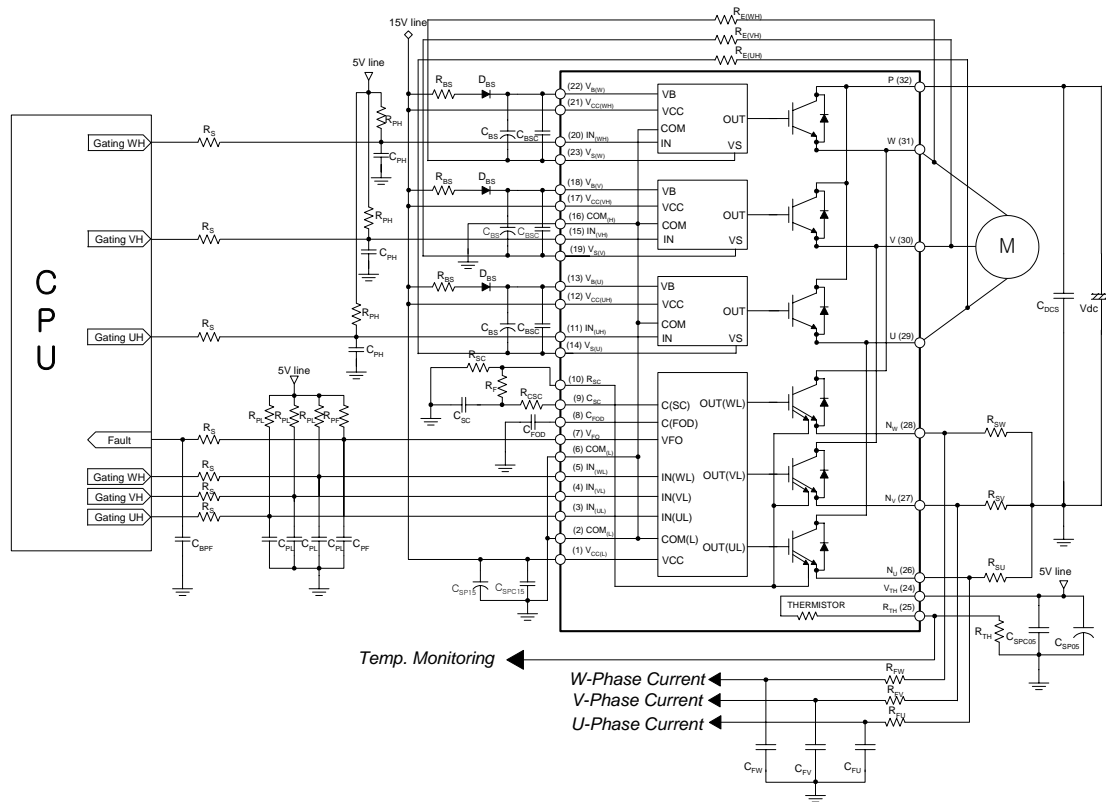 R_E(WH)
15V line
R_E(VH)
R_E(UH)
5V line
CPU
Gating WH
R_S
R_PH
C_PH
R_BS
D_BS
C_BS
C_BSC
(22) V_B(W)
(21) V_CC(WH)
(20) IN_(WH)
(23) V_S(W)
VB
VCC
COM
IN
OUT
VS
P (32)
W (31)
Gating VH
R_S
R_PH
C_PH
R_BS
D_BS
C_BS
C_BSC
(18) V_B(V)
(17) V_CC(VH)
(16) COM_(H)
(15) IN_(VH)
(19) V_S(V)
VB
VCC
COM
IN
OUT
VS
V (30)
M
Gating UH
R_S
R_PH
C_PH
R_BS
D_BS
C_BS
C_BSC
(13) V_B(U)
(12) V_CC(UH)
(11) IN_(UH)
(14) V_S(U)
VB
VCC
COM
IN
OUT
VS
U (29)
C_DCS
Vdc
5V line
R_PL
R_PL
R_PL
R_PF
R_SC
R_F
R_CSC
C_SC
C_FOD
(10) R_SC
(9) C_SC
(8) C_FOD
(7) V_FO
(6) COM_(L)
(5) IN_(WL)
(4) IN_(VL)
(3) IN_(UL)
(2) COM_(L)
(1) V_CC(L)
C(SC)
C(FOD)
VFO
IN(WL)
IN(VL)
IN(UL)
COM(L)
VCC
OUT(WL)
OUT(VL)
OUT(UL)
Fault
R_S
Gating WH
R_S
Gating VH
R_S
Gating UH
R_S
C_BPF
C_PL
C_PL
C_PL
C_PF
C_SP15
C_SPC15
N_W (28)
R_SW
N_V (27)
R_SV
N_U (26)
R_SU
V_TH (24)
5V line
THERMISTOR
R_TH (25)
R_TH
C_SPC05
C_SP05
Temp. Monitoring
W-Phase Current
R_FW
V-Phase Current
R_FV
U-Phase Current
R_FU
C_FW
C_FV
C_FU